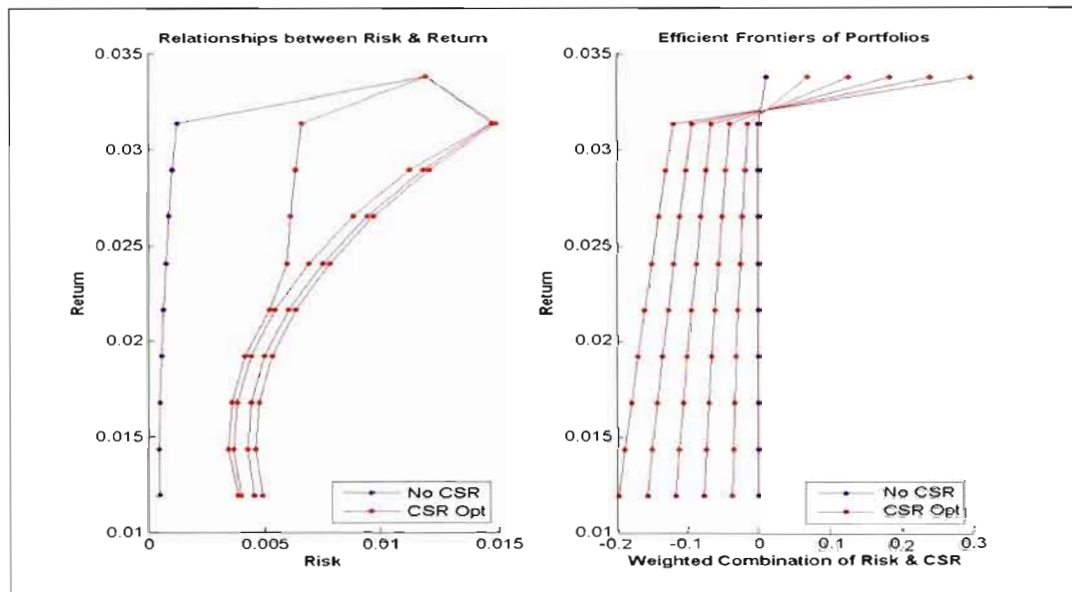 Relationships between Risk & Return
0.035
0.03
0.025
0.02
0.015
0.01
Return
0
0.005
0.01
0.015
Risk
No CSR
CSR Opt
Efficient Frontiers of Portfolios
0.035
0.03
0.025
0.02
0.015
0.01
Return
-0.2
-0.1
0
0.1
0.2
0.3
Weighted Combination of Risk & CSR
No CSR
CSR Opt